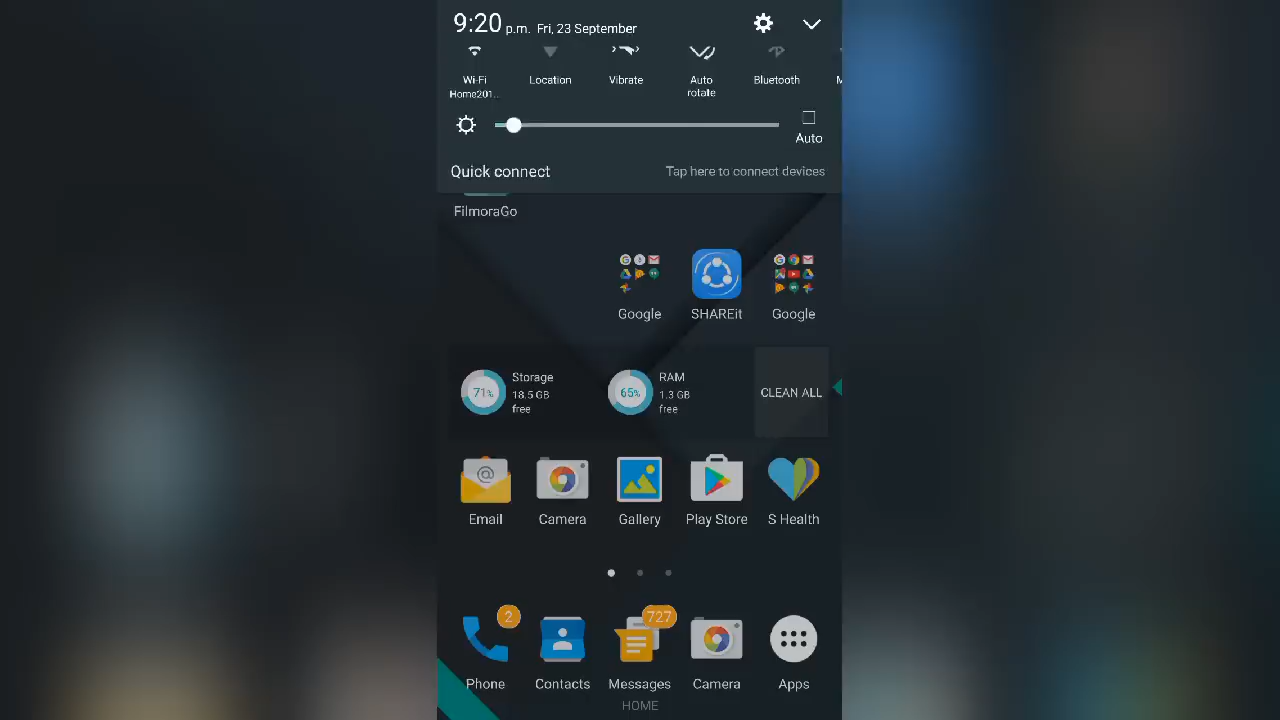 9:20 p.m. Fri, 23 September
Wi-Fi
Home201..
Location
Vibrate
Auto
rotate
Bluetooth
Auto
Quick connect
Tap here to connect devices
FilmoraGo
Google
SHAREit
Google
71%
Storage
18.5 GB
free
65%
RAM
1.3 GB
free
CLEAN ALL
Email
Camera
Gallery
Play Store
S Health
2
727
Phone
Contacts
Messages
Camera
Apps
HOME